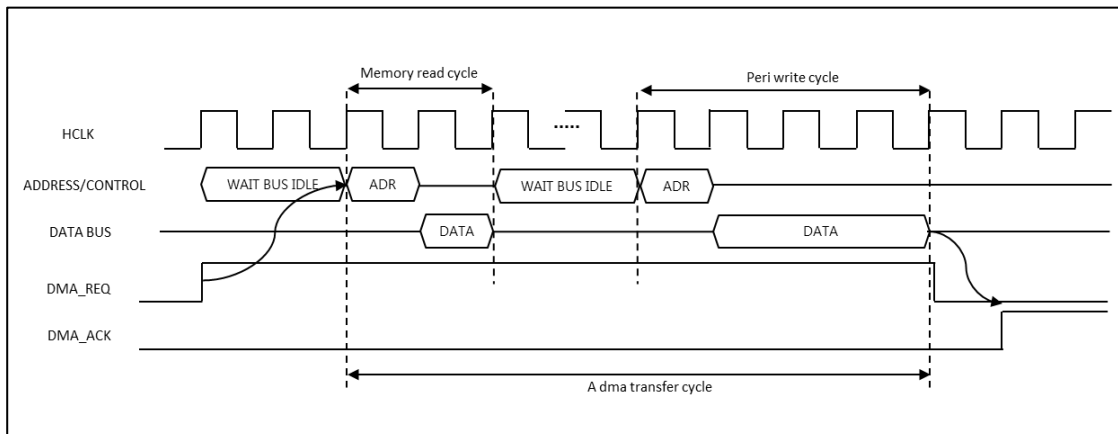 Memory read cycle
Peri write cycle
HCLK
.....
ADDRESS/CONTROL
WAIT BUS IDLE
ADR
WAIT BUS IDLE
ADR
DATA BUS
DATA
DATA
DMA_REQ
DMA_ACK
A dma transfer cycle